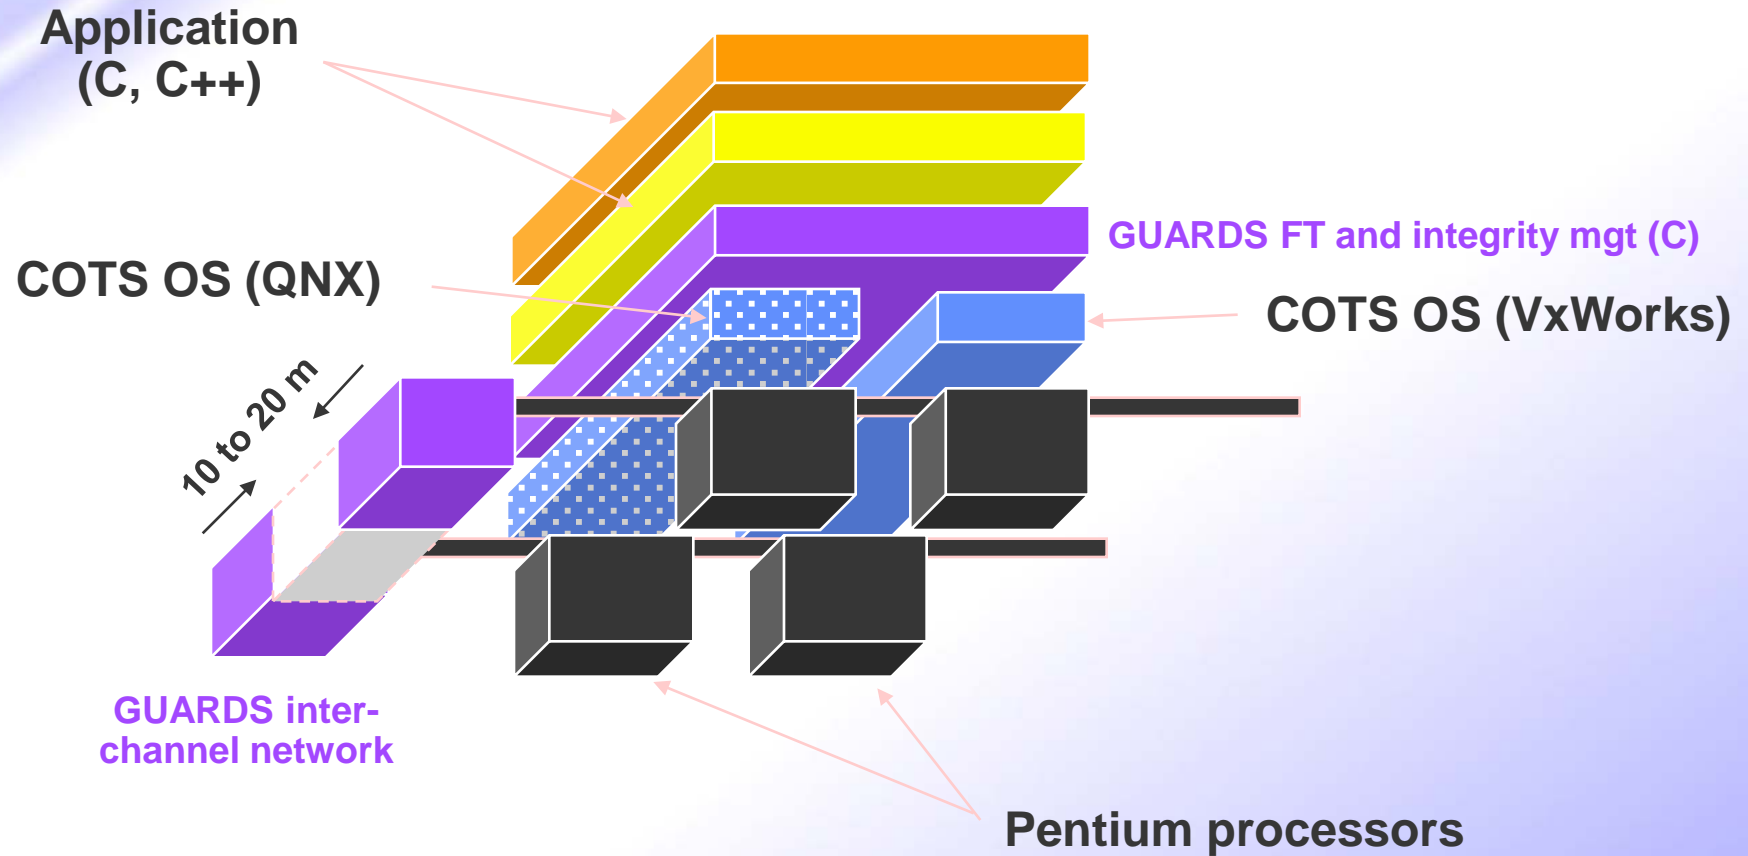 Application
(C, C++)
GUARDS FT and integrity mgt (C)
COTS OS (QNX)
COTS OS (VxWorks)
10 to 20 m
GUARDS inter-
channel network
Pentium processors